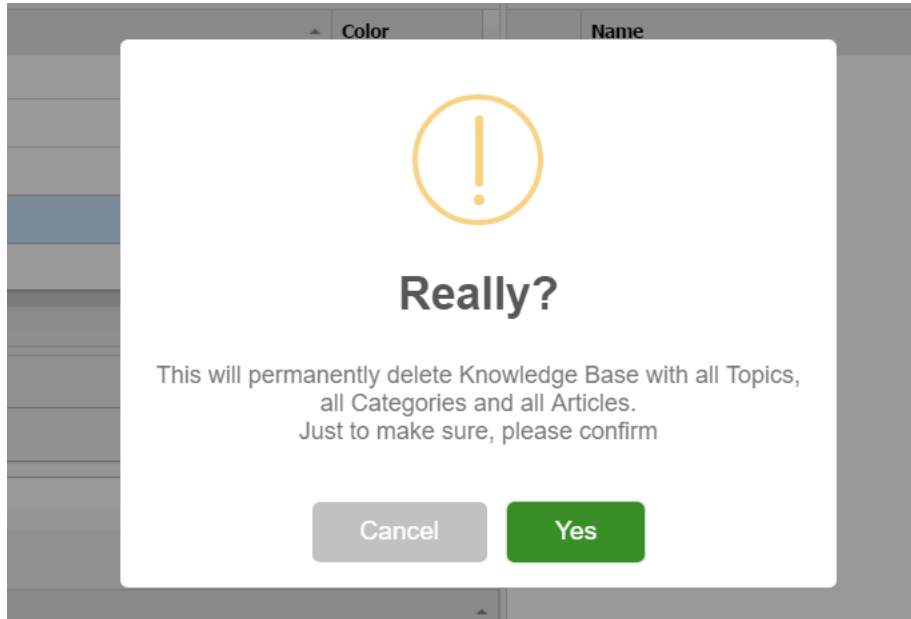 Color
Name
Really?
This will permanently delete Knowledge Base with all Topics,
all Categories and all Articles.
Just to make sure, please confirm
Cancel
Yes